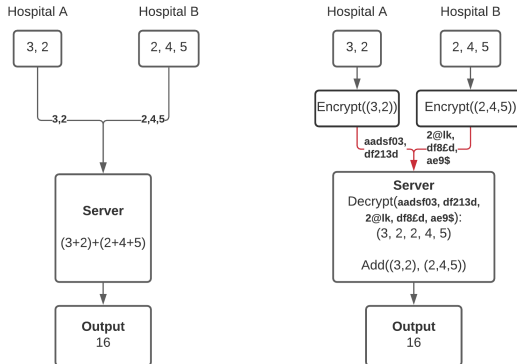 Hospital A
Hospital B
3, 2
2, 4, 5
3,2
2,4,5
Server
(3+2)+(2+4+5)
Output
16
Hospital A
Hospital B
3, 2
2, 4, 5
Encrypt((3,2))
Encrypt((2,4,5))
aadsf03,
df213d
2@lk,
df8£d,
ae9$
Server
Decrypt(aadsf03, df213d,
2@lk, df8£d, ae9$):
(3, 2, 2, 4, 5)
Add((3,2), (2,4,5))
Output
16